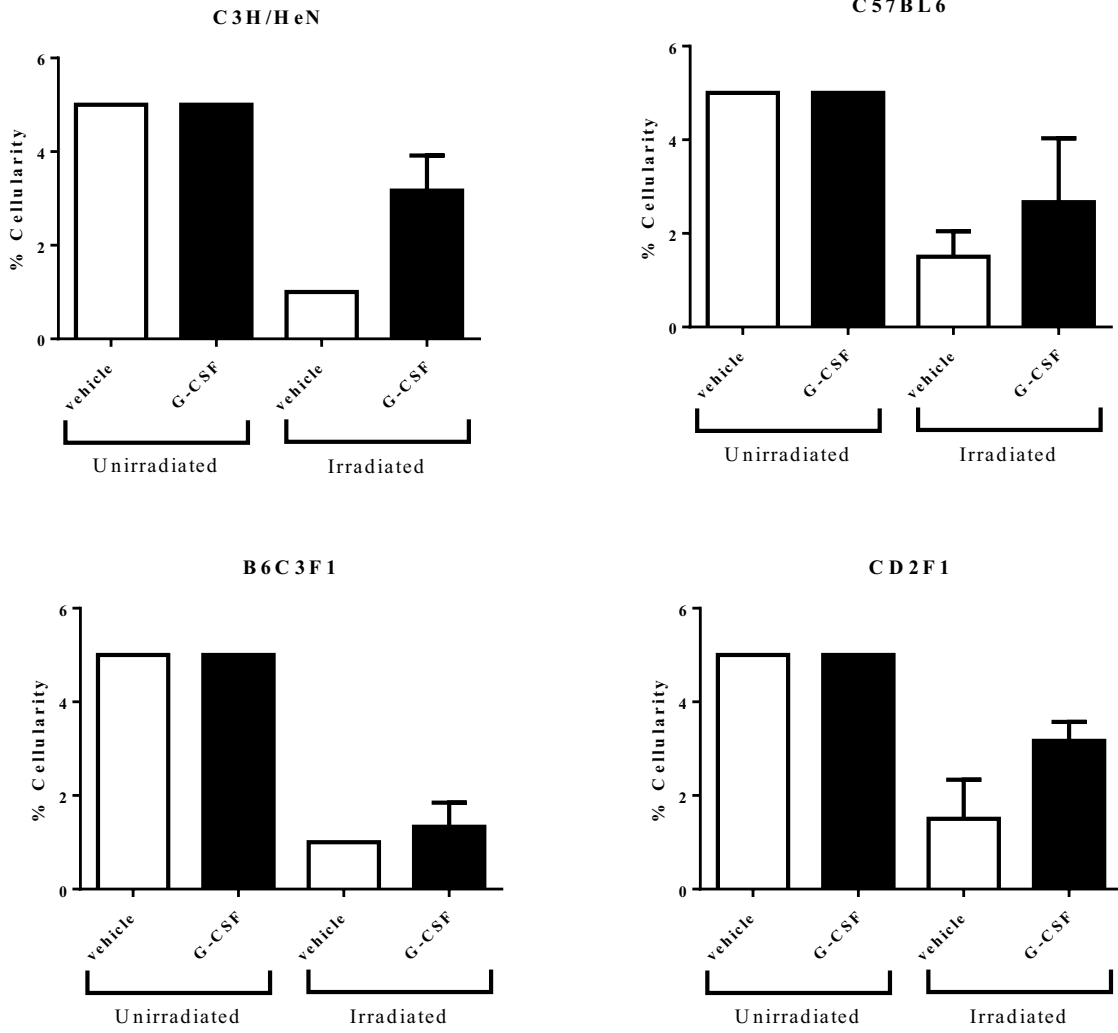 C3H/HeN
6
4
2
0
% Cellularity
vehicle
G-CSF
vehicle
G-CSF
Unirradiated
Irradiated
C57BL6
6
4
2
0
% Cellularity
vehicle
G-CSF
vehicle
G-CSF
Unirradiated
Irradiated
B6C3F1
6
4
2
0
% Cellularity
vehicle
G-CSF
vehicle
G-CSF
Unirradiated
Irradiated
CD2F1
6
4
2
0
% Cellularity
vehicle
G-CSF
vehicle
G-CSF
Unirradiated
Irradiated